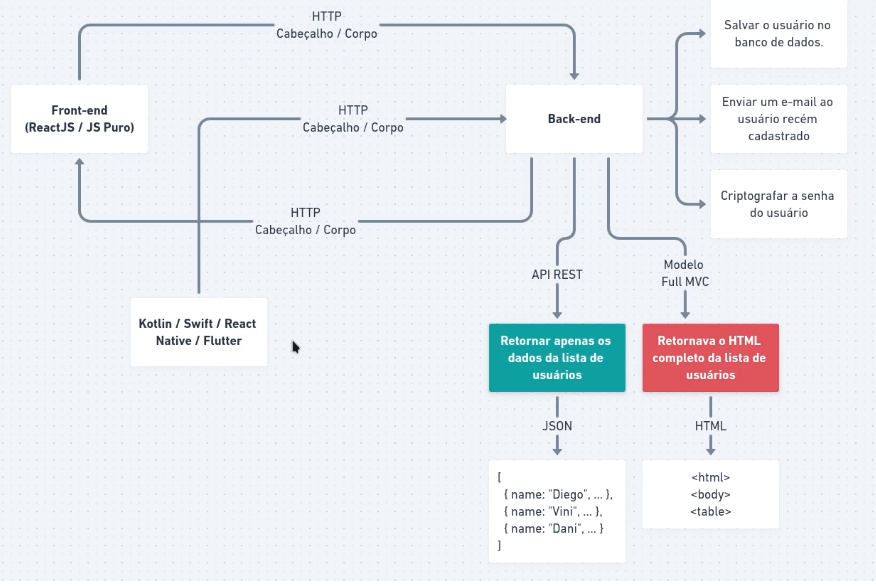 HTTP
Cabeçalho / Corpo
Salvar o usuário no
banco de dados.
Front-end
(ReactJS / JS Puro)
HTTP
Cabeçalho / Corpo
Back-end
Enviar um e-mail ao
usuário recém
cadastrado
HTTP
Cabeçalho / Corpo
Criptografar a senha
do usuário
API REST
Modelo
Full MVC
Kotlin / Swift / React
Native / Flutter
Retornar apenas os
dados da lista de
usuários
Retornava o HTML
completo da lista de
usuários
JSON
HTML
[
{ name: "Diego", ... },
{ name: "Vini", ... },
{ name: "Dani", ... }
]
<html>
<body>
<table>